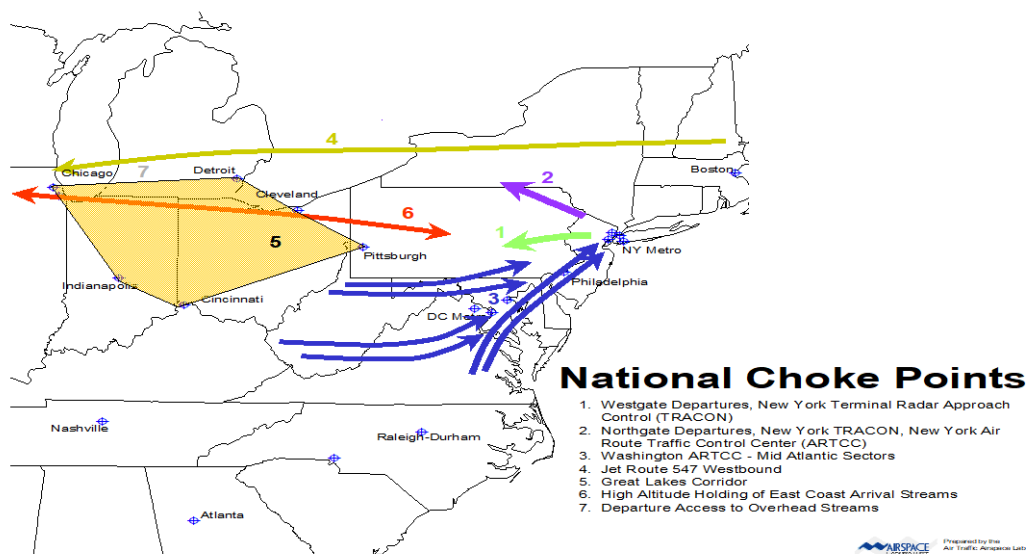 4
Chicago
7
Detroit
Boston
Cleveland
2
6
5
1
NY Metro
Pittsburgh
Indianapolis
Philadelphia
Cincinnati
3
DC Metro
National Choke Points
1. Westgate Departures, New York Terminal Radar Approach
Control (TRACON)
2. Northgate Departures, New York TRACON, New York Air
Route Traffic Control Center (ARTCC)
3. Washington ARTCC - Mid Atlantic Sectors
4. Jet Route 547 Westbound
5. Great Lakes Corridor
6. High Altitude Holding of East Coast Arrival Streams
7. Departure Access to Overhead Streams
Nashville
Raleigh-Durham
Atlanta
AIRSPACE
Prepared by the
Air Traffic Airspace Lab